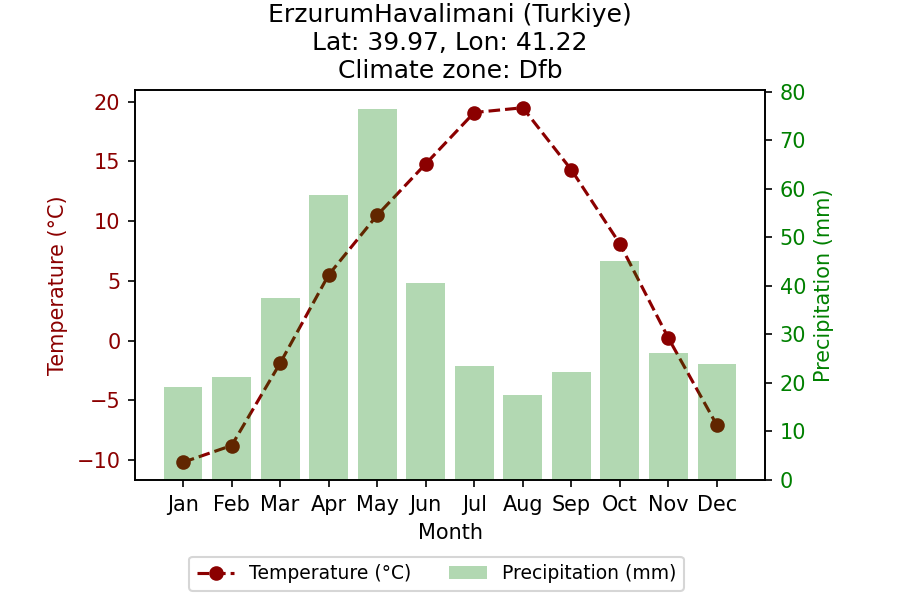 ErzurumHavalimani (Turkiye)
Lat: 39.97, Lon: 41.22
Climate zone: Dfb
Temperature (°C)
20
15
10
5
0
−5
−10
80
70
60
50
40
30
20
10
0
Precipitation (mm)
Jan Feb Mar Apr May Jun Jul Aug Sep Oct Nov Dec
Month
Temperature (°C) Precipitation (mm)